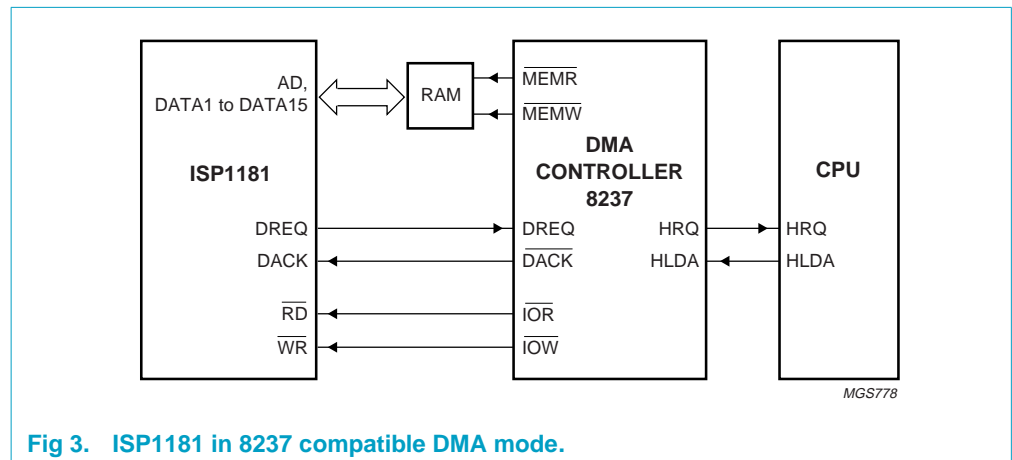 AD,
DATA1 to DATA15
RAM
MEMR
MEMW
ISP1181
DMA
CONTROLLER
8237
CPU
DREQ
DREQ
HRQ
HRQ
DACK
DACK
HLDA
HLDA
RD
IOR
WR
IOW
MGS778
Fig 3. ISP1181 in 8237 compatible DMA mode.